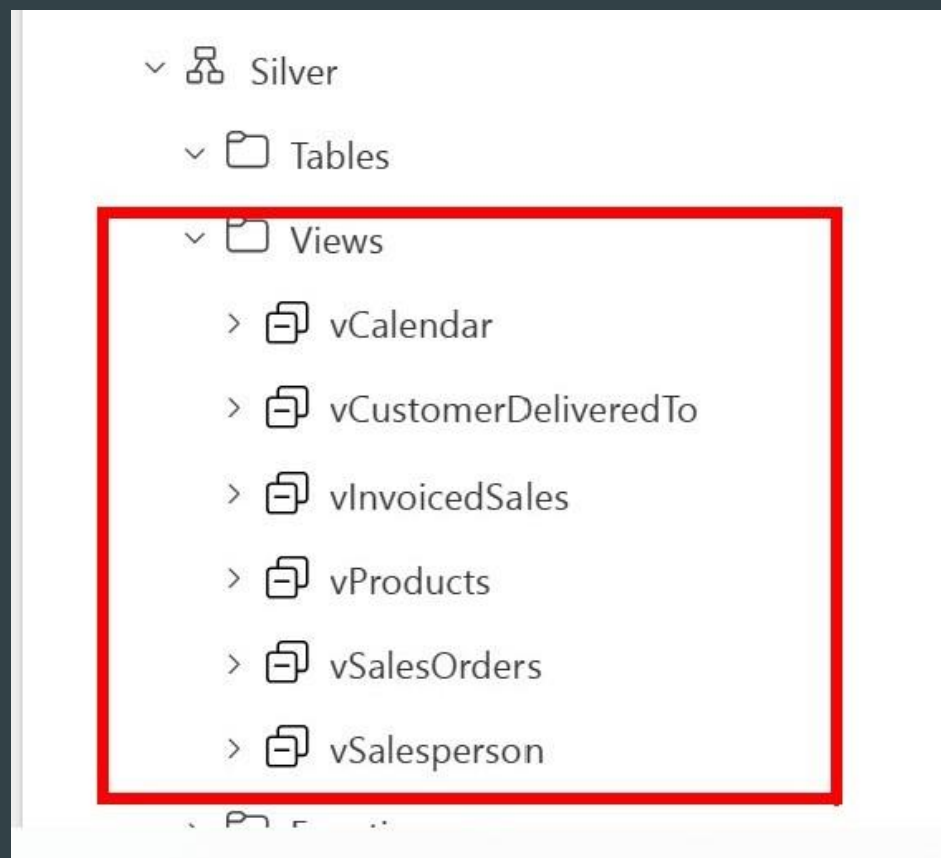 Silver
Tables
Views
vCalendar
vCustomerDeliveredTo
vInvoicedSales
vProducts
vSalesOrders
vSalesperson